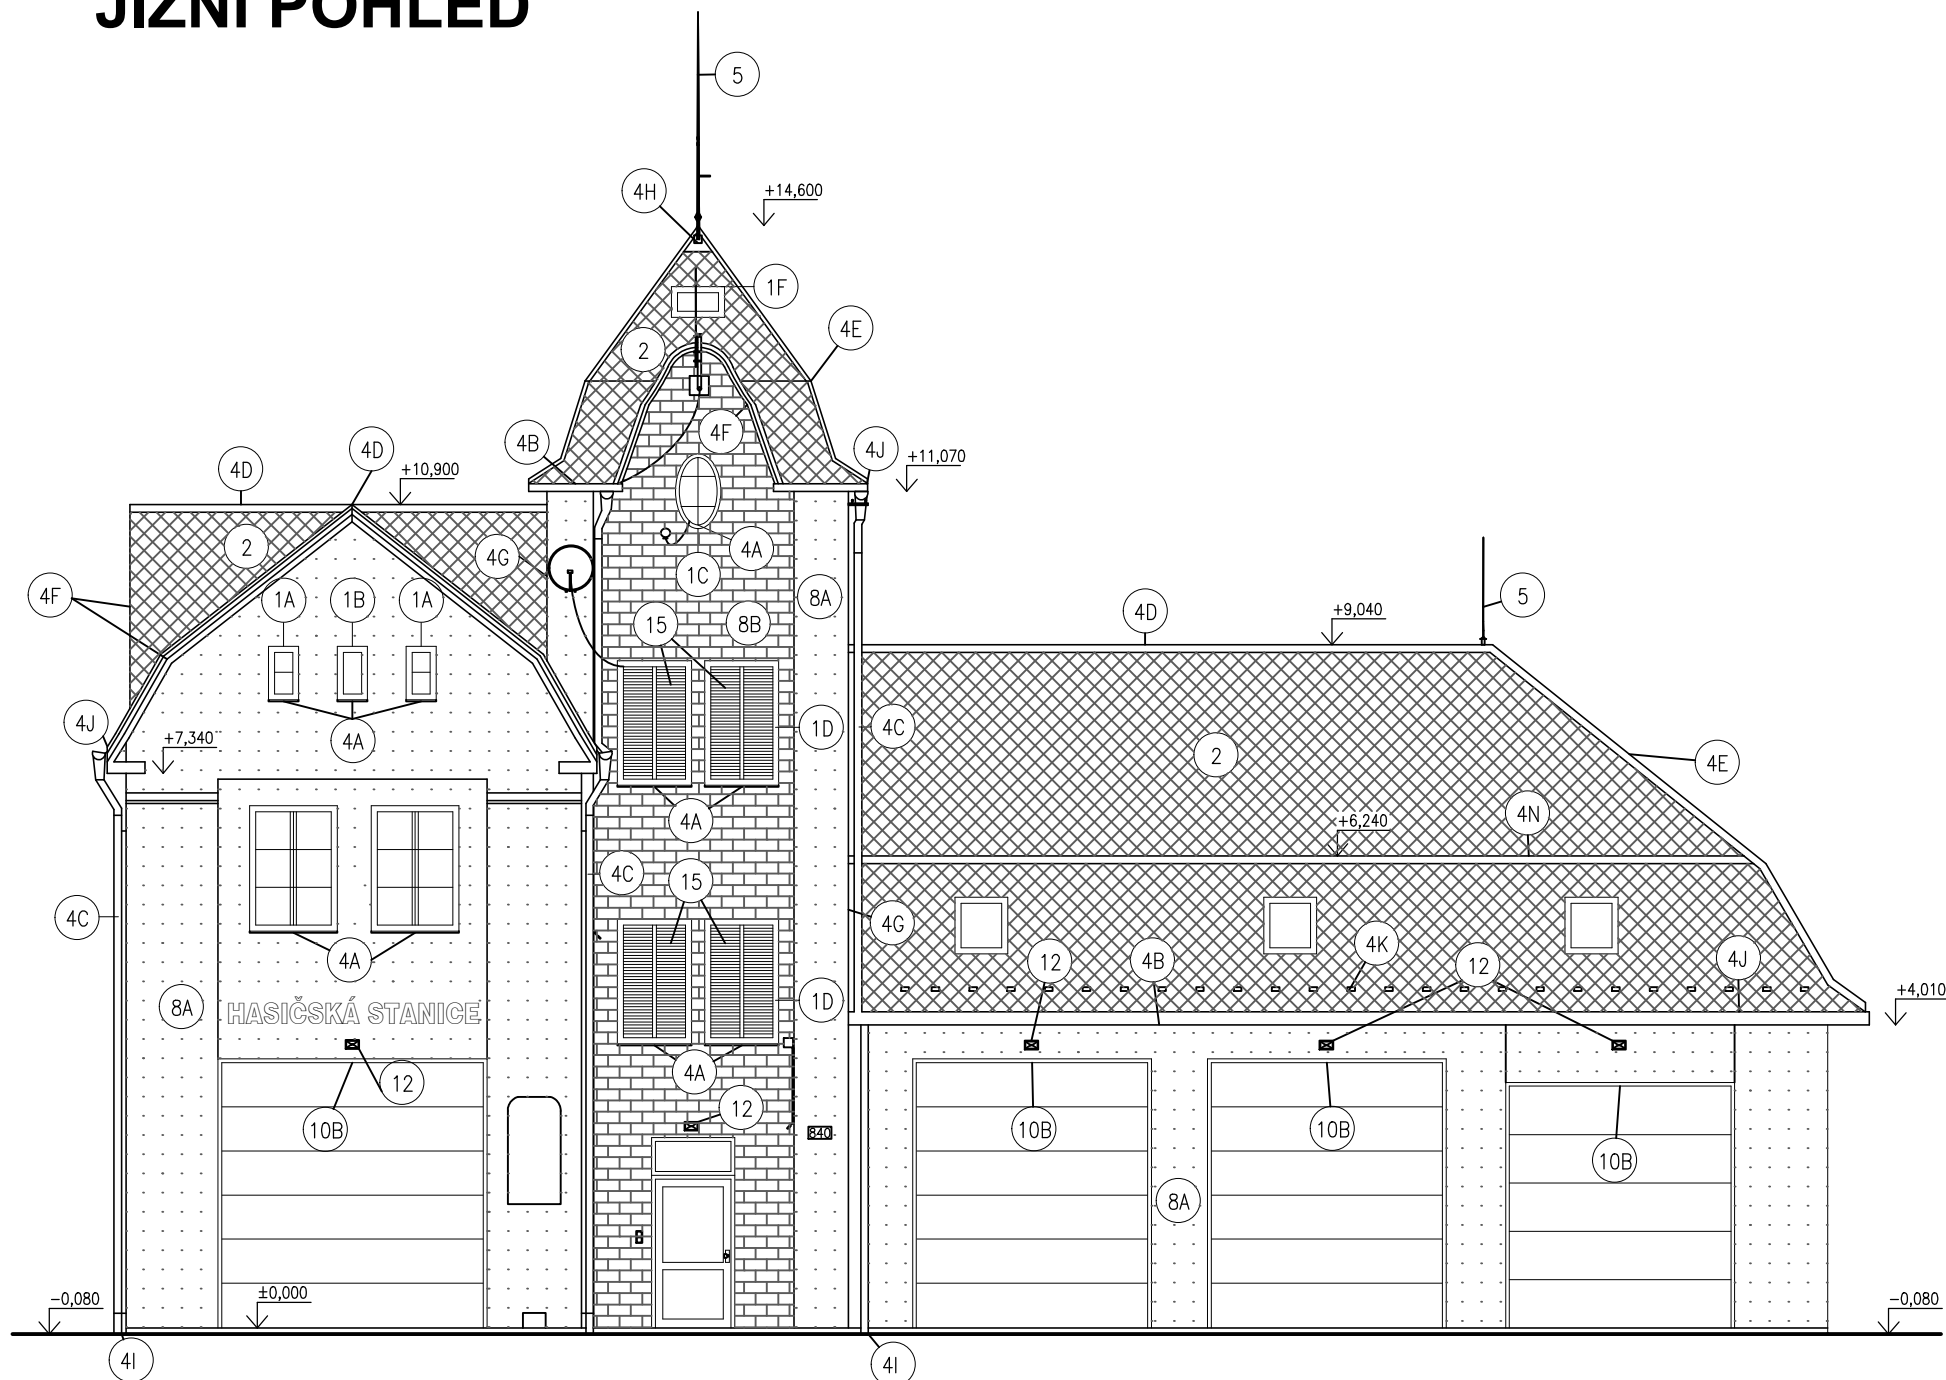 JIŽNÍ POHLED
5
4H
+14,600
1F
2
4E
4F
4B
4J
4D
4D
+10,900
+11,070
2
4G
4A
1C
4F
1A
1B
1A
8A
5
4D
+9,040
15
8B
4J
4A
+7,340
1D
4C
2
4E
4A
+6,240
4N
4C
15
4C
4G
4A
12
4B
4K
12
4J
8A
HASIČSKÁ STANICE
1D
+4,010
4A
12
12
10B
840
10B
10B
10B
8A
-0,080
±0,000
-0,080
4I
4I